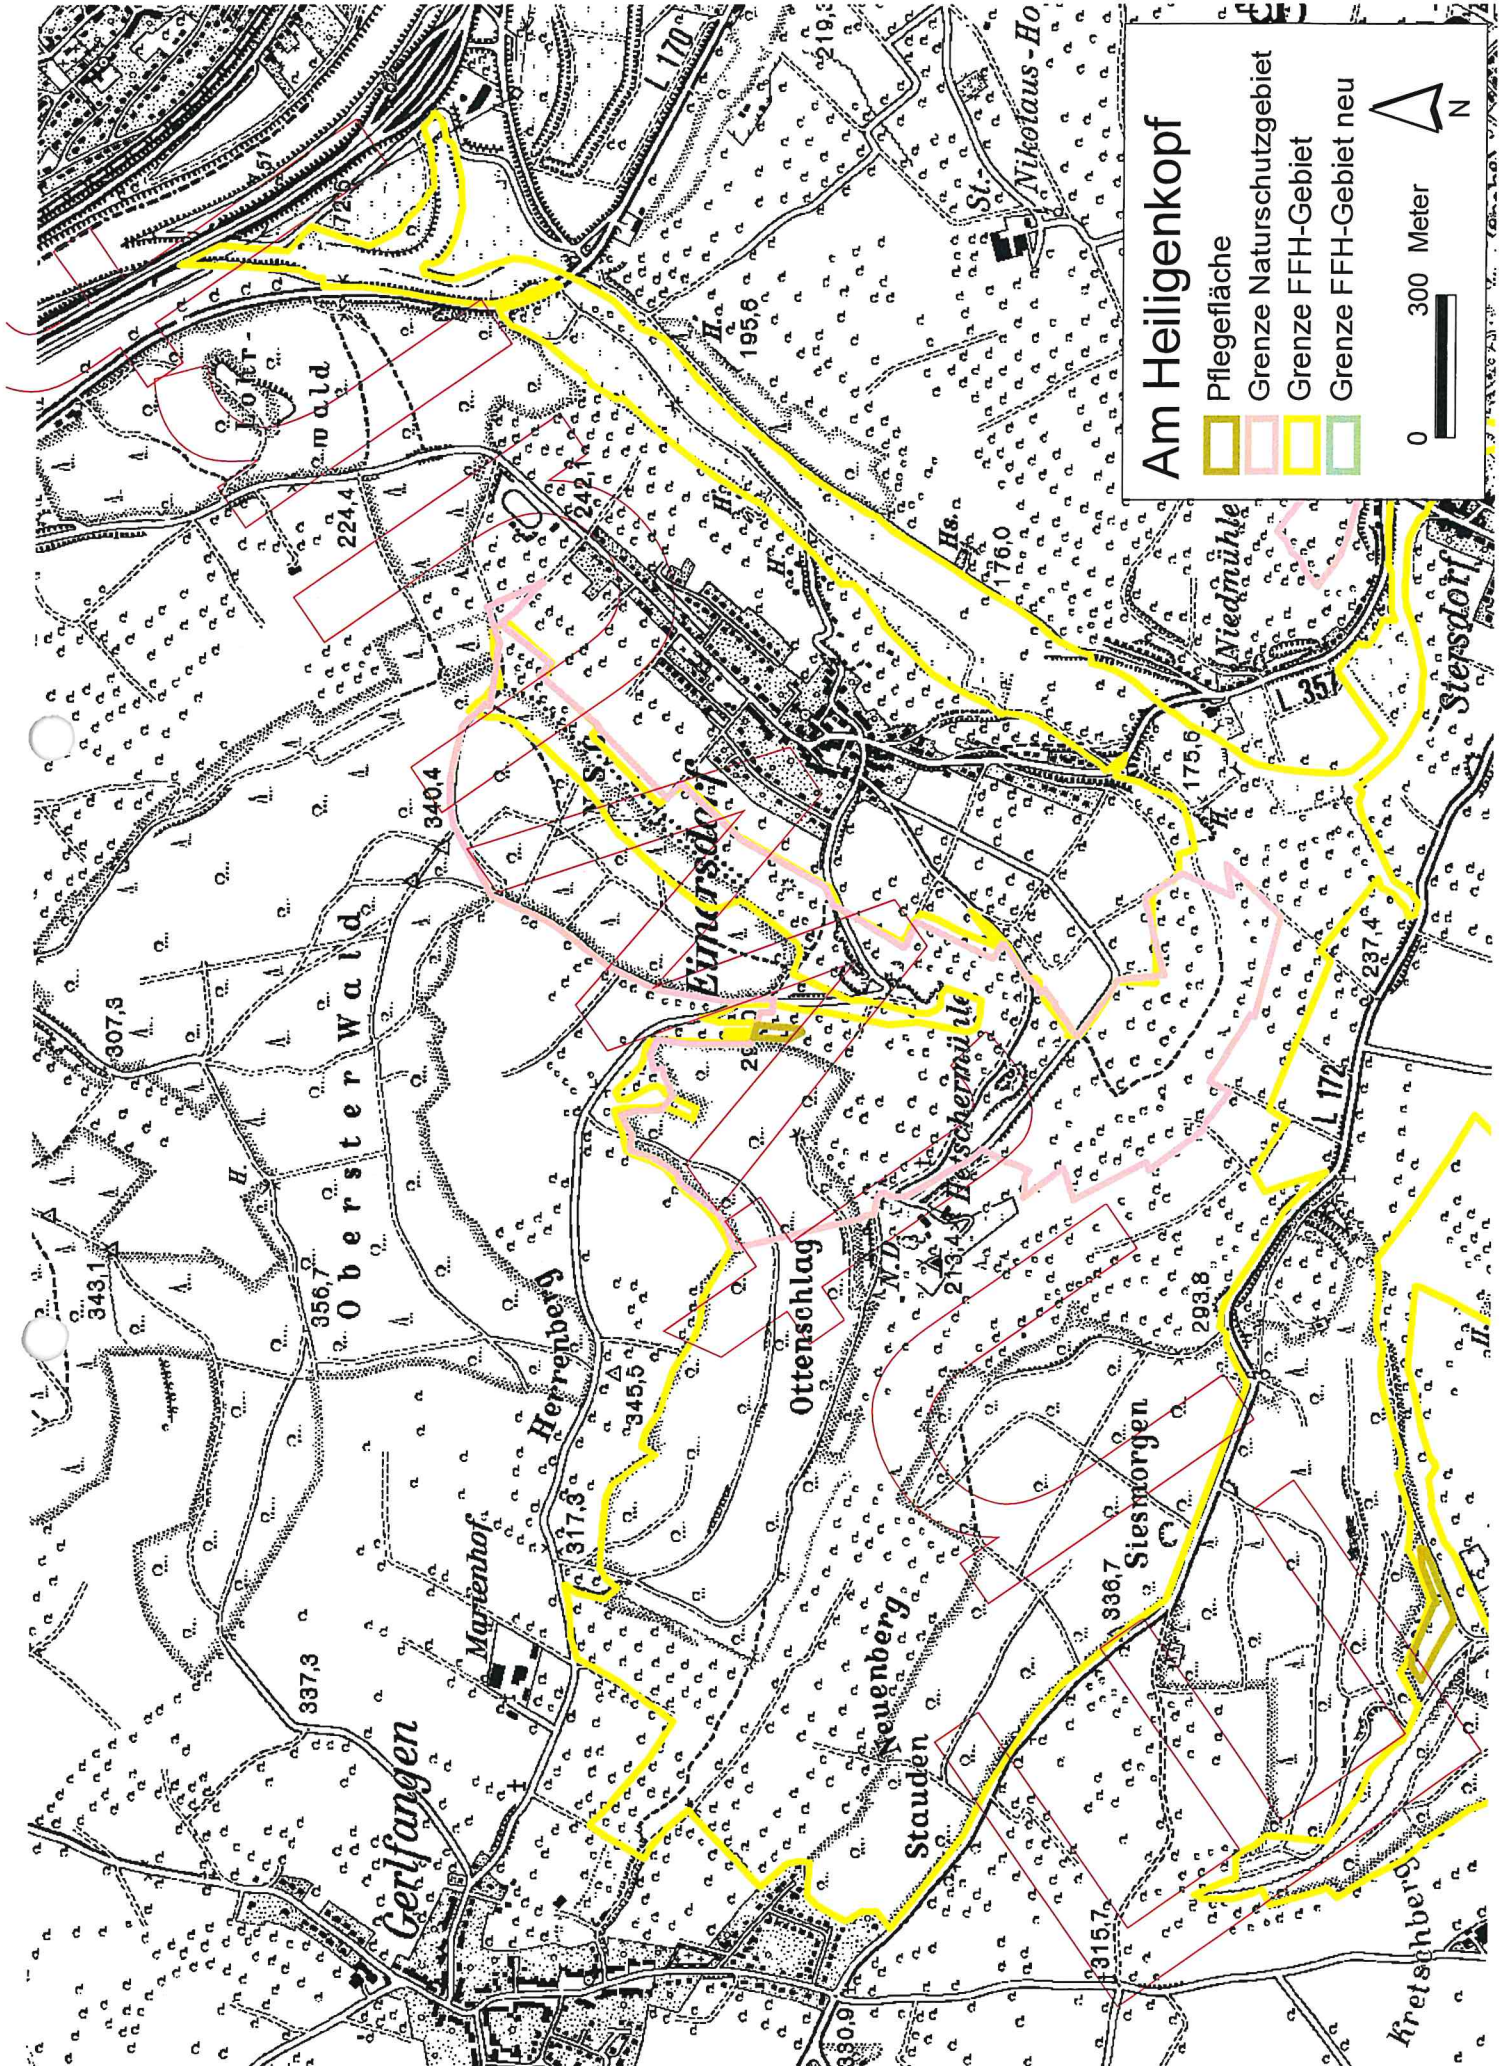 Am Heiligenkopf
Pflegefläche
Grenze Naturschutzgebiet
Grenze FFH-Gebiet
Grenze FFH-Gebiet neu
0
300 Meter
N
Gerlfangen
337,3
Marienhof
317,3
Herrenberg
345,5
343,1
356,7
H.
Oberster Wald
307,3
340,4
224,4
wald
242,1
L 170
219,3
St.
Nikolaus-Ho
H.
195,6
Eimersdorf
H.
H.
Hs.
176,0
Niedmühle
L 357
Siersdorf
175,6
H.
237,4
L 172
Hetschermühle
N.D.
213,4
Ottenschlag
293,8
Siesmorgen
336,7
Neuenberg
Stauden
315,7
330,9
Kretschberg
H.